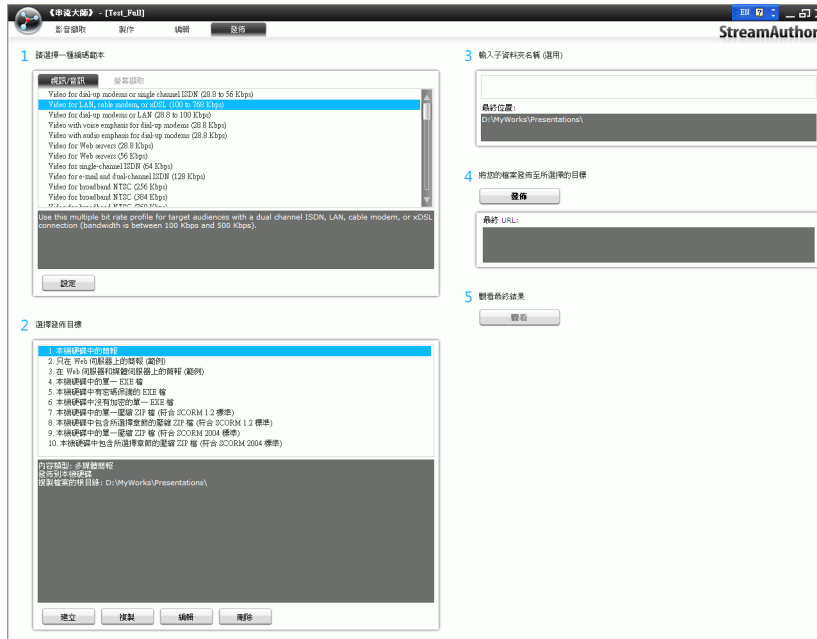 《串流大師》 - [Test_Full]
EN
影音擷取 製作 編輯 發佈
StreamAuthor
1 請選擇一種編碼範本
視訊/音訊 螢幕擷取
Video for dial-up modems or single channel ISDN (28.8 to 56 Kbps)
Video for LAN, cable modem, or xDSL (100 to 768 Kbps)
Video for dial-up modems or LAN (28.8 to 100 Kbps)
Video with voice emphasis for dial-up modems (28.8 Kbps)
Video with audio emphasis for dial-up modems (28.8 Kbps)
Video for Web servers (28.8 Kbps)
Video for Web servers (56 Kbps)
Video for single-channel ISDN (64 Kbps)
Video for e-mail and dual-channel ISDN (128 Kbps)
Video for broadband NTSC (256 Kbps)
Video for broadband NTSC (384 Kbps)
Video for broadband NTSC (768 Kbps)
Use this multiple bit rate profile for target audiences with a dual channel ISDN, LAN, cable modem, or xDSL
connection (bandwidth is between 100 Kbps and 500 Kbps).
設定
2 選擇發佈目標
1. 本機硬碟中的簡報
2. 只在 Web 伺服器上的簡報 (範例)
3. 在 Web 伺服器和媒體伺服器上的簡報 (範例)
4. 本機硬碟中的單一 EXE 檔
5. 本機硬碟中有密碼保護的 EXE 檔
6. 本機硬碟中沒有加密的單一 EXE 檔
7. 本機硬碟中的單一壓縮 ZIP 檔 (符合 SCORM 1.2 標準)
8. 本機硬碟中包含所選擇章節的壓縮 ZIP 檔 (符合 SCORM 1.2 標準)
9. 本機硬碟中的單一壓縮 ZIP 檔 (符合 SCORM 2004 標準)
10. 本機硬碟中包含所選擇章節的壓縮 ZIP 檔 (符合 SCORM 2004 標準)
內容類型: 多媒體簡報
發佈到本機硬碟
複製檔案的根目錄: D:\MyWorks\Presentations\
建立 複製 編輯 刪除
3 輸入子資料夾名稱 (選用)
最終位置:
D:\MyWorks\Presentations\
4 將您的檔案發佈至所選擇的目標
發佈
最終 URL:
5 觀看最終結果
觀看